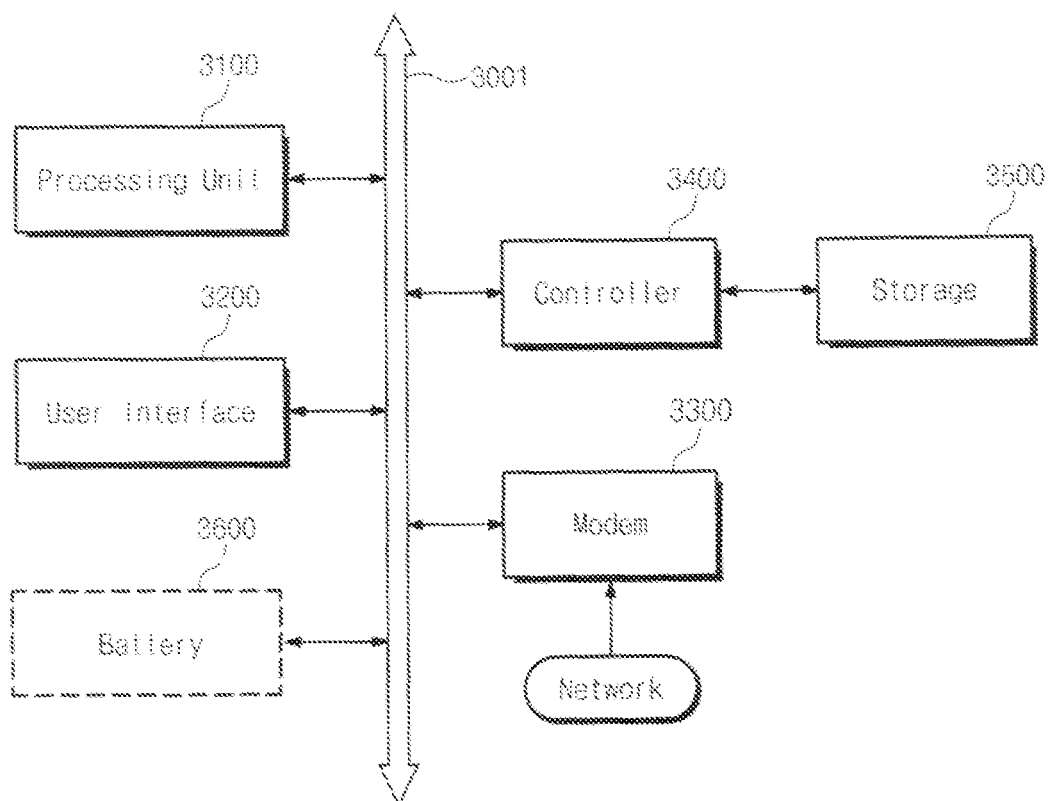 3100
3001
Processing Unit
3400
3500
Controller
Storage
3200
User Interface
3300
Modem
3600
Battery
Network